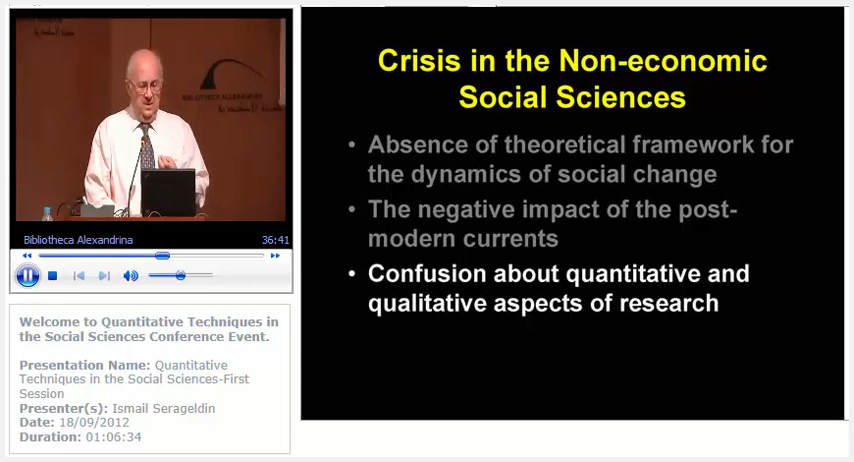 BIBLIOTHECA ALEXANDRINA
Bibliotheca Alexandrina
36:41
Welcome to Quantitative Techniques in
the Social Sciences Conference Event.
Presentation Name: Quantitative
Techniques in the Social Sciences-First
Session
Presenter(s): Ismail Serageldin
Date: 18/09/2012
Duration: 01:06:34
Crisis in the Non-economic
Social Sciences
• Absence of theoretical framework for
the dynamics of social change
• The negative impact of the post-
modern currents
• Confusion about quantitative and
qualitative aspects of research